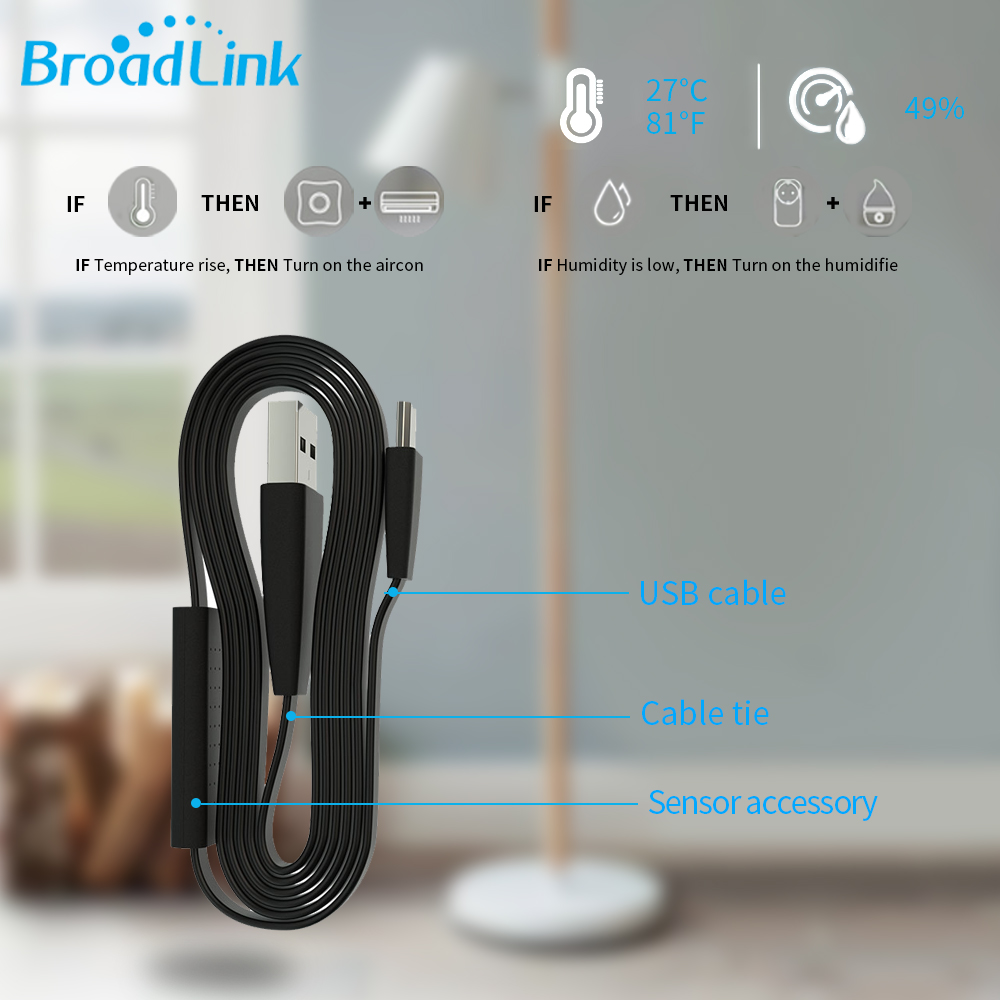 BroadLink
27°C
81°F
49%
IF THEN +
IF THEN +
IF Temperature rise, THEN Turn on the aircon
IF Humidity is low, THEN Turn on the humidifie
USB cable
Cable tie
Sensor accessory